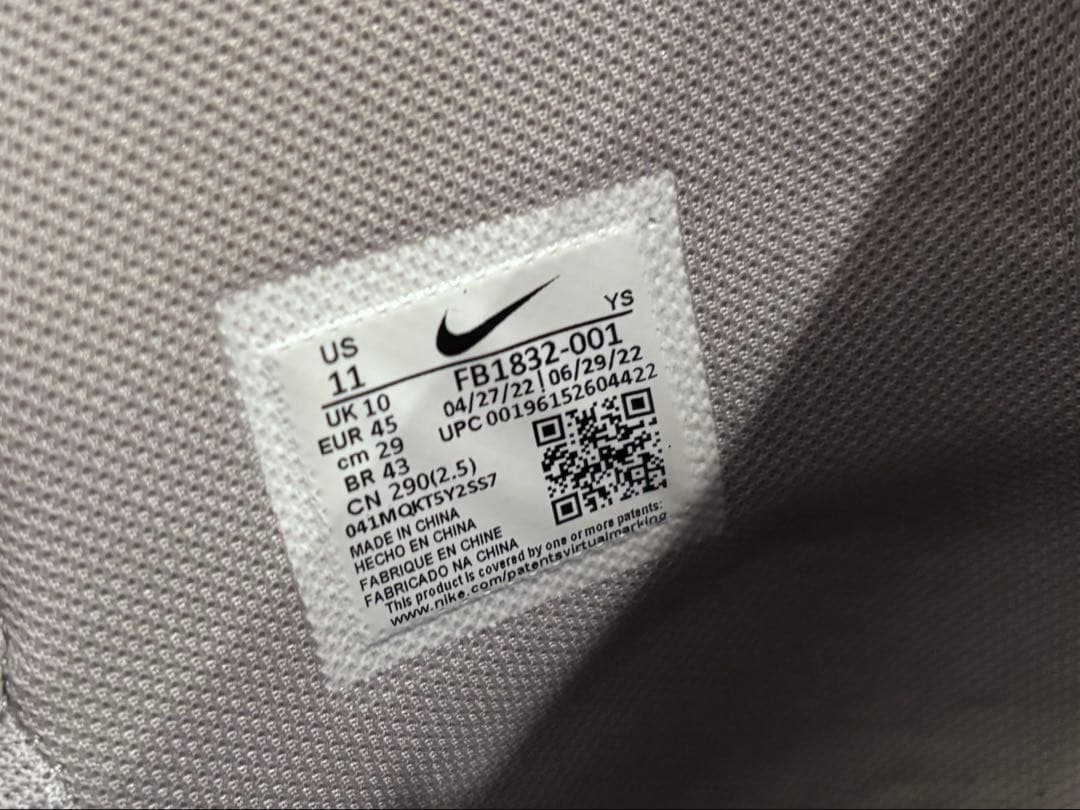 US
11
YS
UK 10
EUR 45
cm 29
BR 43
CN 290(2.5)
041MQKT5Y2SS7
FB1832-001
04/27/22 | 06/29/22
UPC 00196152604422
MADE IN CHINA
HECHO EN CHINA
FABRIQUE EN CHINE
FABRICADO NA CHINA
This product is covered by one or more patents:
www.nike.com/patentsvirtualmarking